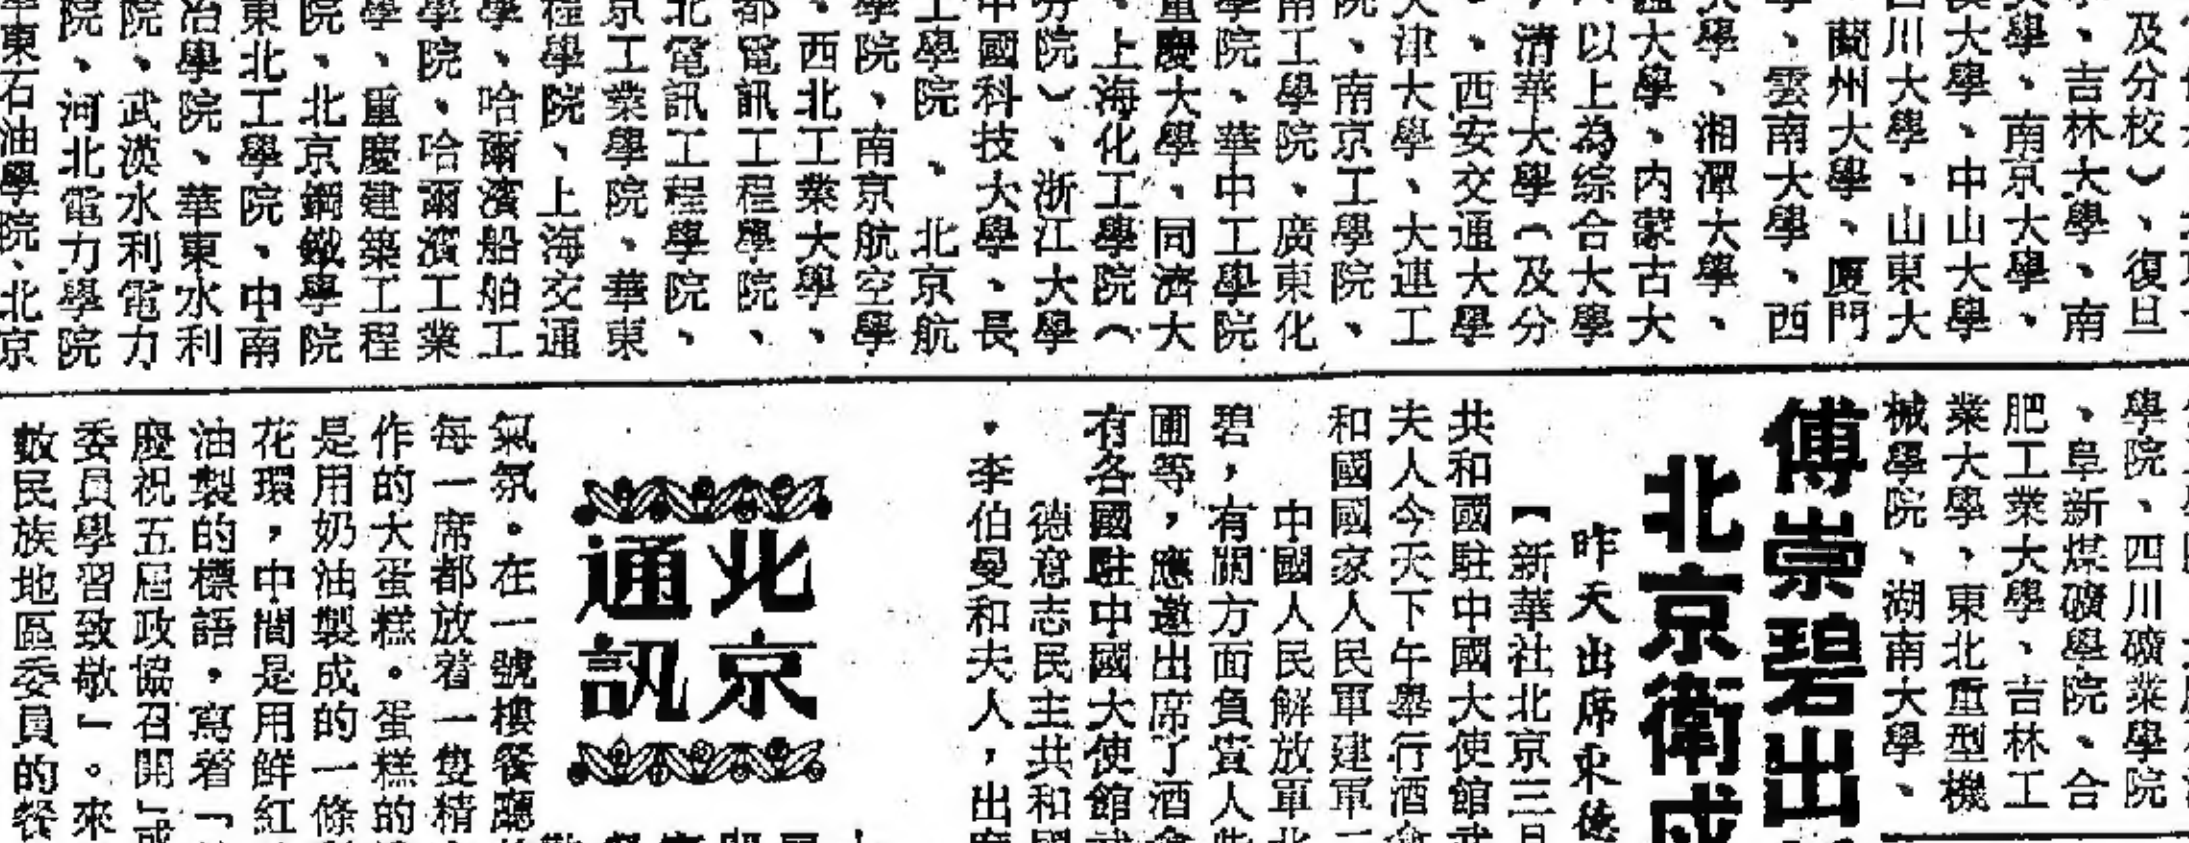 及分校）、復旦
、吉林大學、南
大學、南京大學、
漢大學、中山大學
四川大學、山東大
、蘭州大學、厦門
、雲南大學、西
大學、湘潭大學、
大學、内蒙古大
以上為綜合大學
清華大學（及分
、西安交通大學
天津大學、大連工
院、南京工學院、
南工學院、廣東化
學院、華中工學院
重慶大學、同濟大
、上海化工學院（
分院）、浙江大學
中國科技大學、長
工學院、北京航
學院、南京航空學
、西北工業大學、
都電訊工程學院、
北電訊工程學院、
京工業學院、華東
程學院、上海交通
學、哈爾濱船舶工
學院、哈爾濱工業
學、重慶建築工程
院、北京鋼鐵學院
東北工學院、中南
冶學院、華東水利
院、武漢水利電力
院、河北電力學院
華東石油學院、北京
學院、四川礦業學院
、阜新煤礦學院、合
肥工業大學、吉林工
業大學、東北重型機
械學院、湖南大學、
傅崇碧出
北京衛戍
昨天出席東德
【新華社北京三日
共和國駐中國大使館武
夫人今天下午舉行酒會
和國國家人民軍建軍二
中國人民解放軍北
碧，有關方面負責人柴
圃等，應邀出席了酒會
有各國駐中國大使館武
德意志民主共和國
・李伯曼和夫人，出席
北京
通訊
氣氛。在一號樓餐廳
每一席都放着一隻精
作的大蛋糕。蛋糕的
是用奶油製成的一條
花環，中間是用鮮紅
油製的標語，寫着「
慶祝五屆政協召開」或
委員學習致敬」。來
數民族地區委員的餐